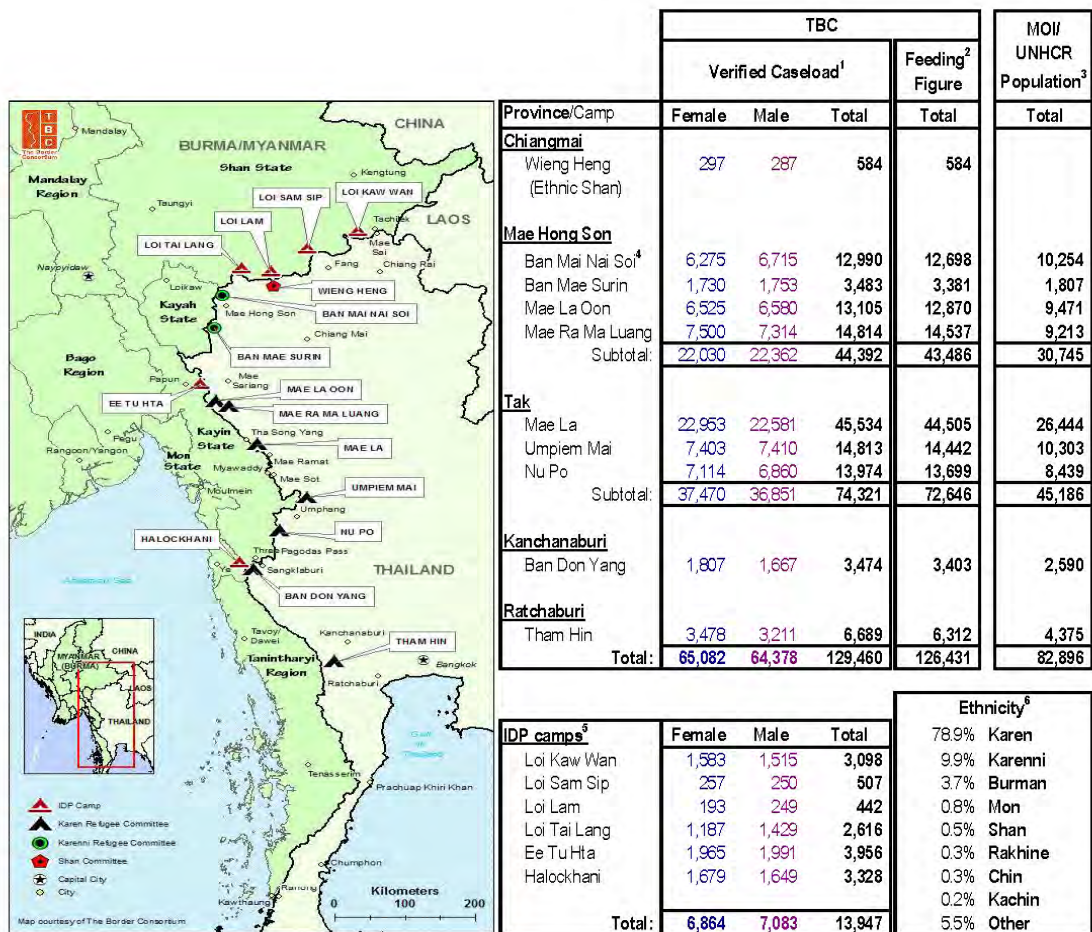 TBC
Verified Caseload¹
Feeding²
Figure
MOI/
UNHCR
Population³
Province/Camp Female Male Total Total Total
Chiangmai
Wieng Heng 297 287 584 584
(Ethnic Shan)
Mae Hong Son
Ban Mai Nai Soi⁴ 6,275 6,715 12,990 12,698 10,254
Ban Mae Surin 1,730 1,753 3,483 3,381 1,807
Mae La Oon 6,525 6,580 13,105 12,870 9,471
Mae Ra Ma Luang 7,500 7,314 14,814 14,537 9,213
Subtotal: 22,030 22,362 44,392 43,486 30,745
Tak
Mae La 22,953 22,581 45,534 44,505 26,444
Umpiem Mai 7,403 7,410 14,813 14,442 10,303
Nu Po 7,114 6,860 13,974 13,699 8,439
Subtotal: 37,470 36,851 74,321 72,646 45,186
Kanchanaburi
Ban Don Yang 1,807 1,667 3,474 3,403 2,590
Ratchaburi
Tham Hin 3,478 3,211 6,689 6,312 4,375
Total: 65,082 64,378 129,460 126,431 82,896
IDP camps⁵ Female Male Total
Loi Kaw Wan 1,583 1,515 3,098
Loi Sam Sip 257 250 507
Loi Lam 193 249 442
Loi Tai Lang 1,187 1,429 2,616
Ee Tu Hta 1,965 1,991 3,956
Halockhani 1,679 1,649 3,328
Total: 6,864 7,083 13,947
Ethnicity⁶
78.9% Karen
9.9% Karenni
3.7% Burman
0.8% Mon
0.5% Shan
0.3% Rakhine
0.3% Chin
0.2% Kachin
5.5% Other
TBC
The Border
Consortium
Mandalay
CHINA
BURMA/MYANMAR
Shan State
Mandalay
Region
Kengtung
LOI SAM SIP
LOI KAW WAN
Taungyi
LOI LAM
Tachilek
LAOS
LOI TAI LANG
Mae
Sai
Fang
Chiang Rai
Naypyidaw
Loikaw
WIENG HENG
Kayah
State
Mae Hong Son
BAN MAI NAI SOI
Chiang Mai
BAN MAE SURIN
Bago
Region
Papun
Mae
Sariang
MAE LA OON
EE TU HTA
MAE RA MA LUANG
Kayin
State
Tha Song Yang
MAE LA
Pegu
Mon
State
Rangoon/Yangon
Mae Ramat
Myawaddy
Mae Sot
UMPIEM MAI
Moulmein
Umphang
NU PO
HALOCKHANI
Three Pagodas Pass
Ye
Sangklaburi
THAILAND
BAN DON YANG
Andaman Sea
Tavoy/
Dawei
Kanchanaburi
THAM HIN
Tanintharyi
Region
Bangkok
Ratchaburi
Gulf
of
Thailand
Tenasserim
Prachuap Khiri Khan
Chumphon
Ranong
Kawthaung
INDIA
CHINA
MYANMAR
(BURMA)
LAOS
THAILAND
IDP Camp
Karen Refugee Committee
Karenni Refugee Committee
Shan Committee
Capital City
City
Kilometers
0 100 200
Map courtesy of The Border Consortium